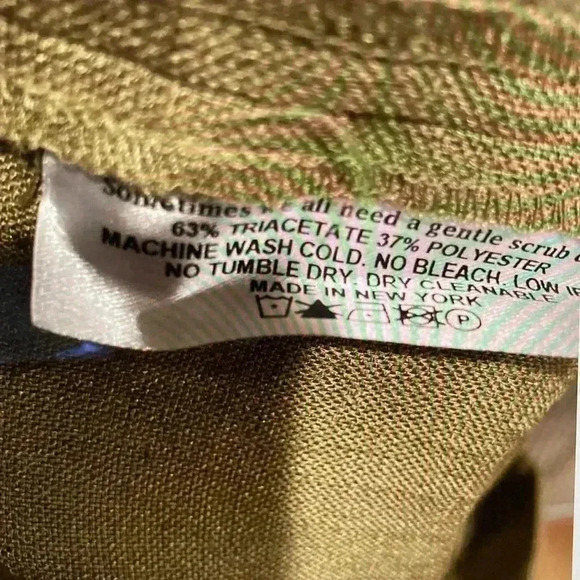 Sometimes we all need a gentle scrub
63% TRIACETATE 37% POLYESTER
MACHINE WASH COLD. NO BLEACH, LOW
NO TUMBLE DRY, DRY CLEANABLE
MADE IN NEW YORK
P